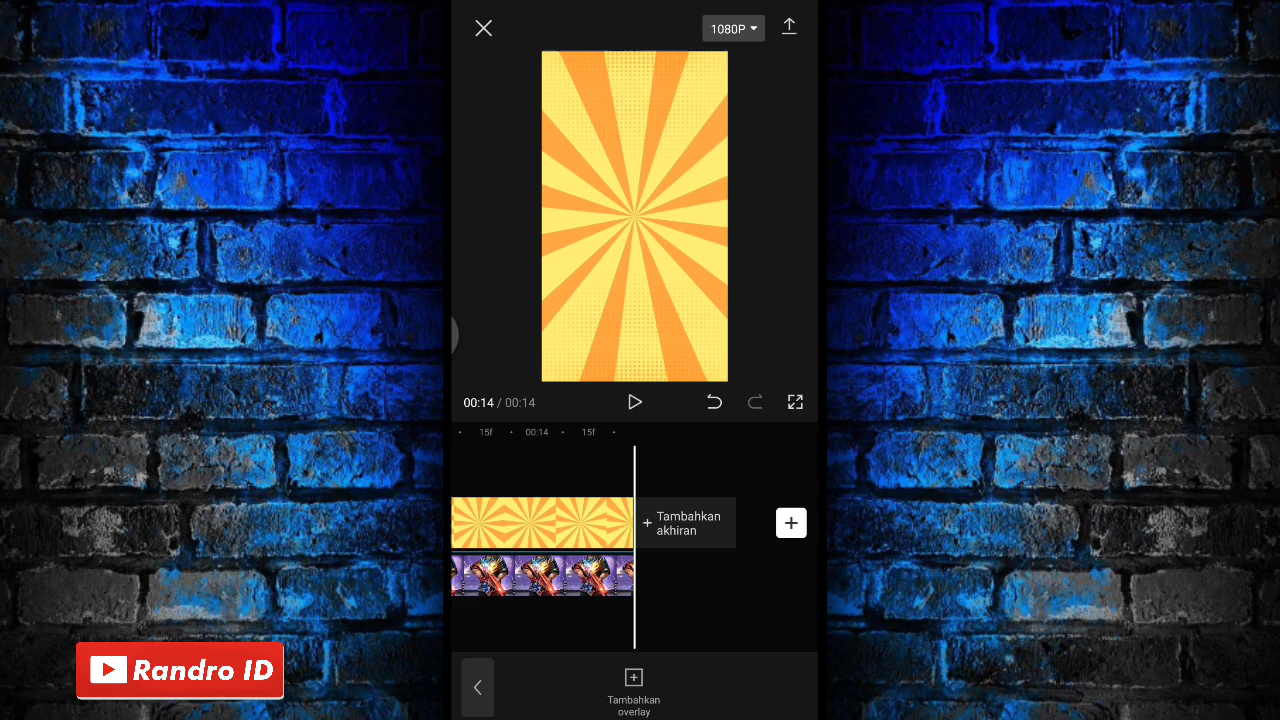 1080P
00:14 / 00:14
15f
00:14
15f
+ Tambahkan
akhiran
+
Tambahkan
overlay
Randro ID